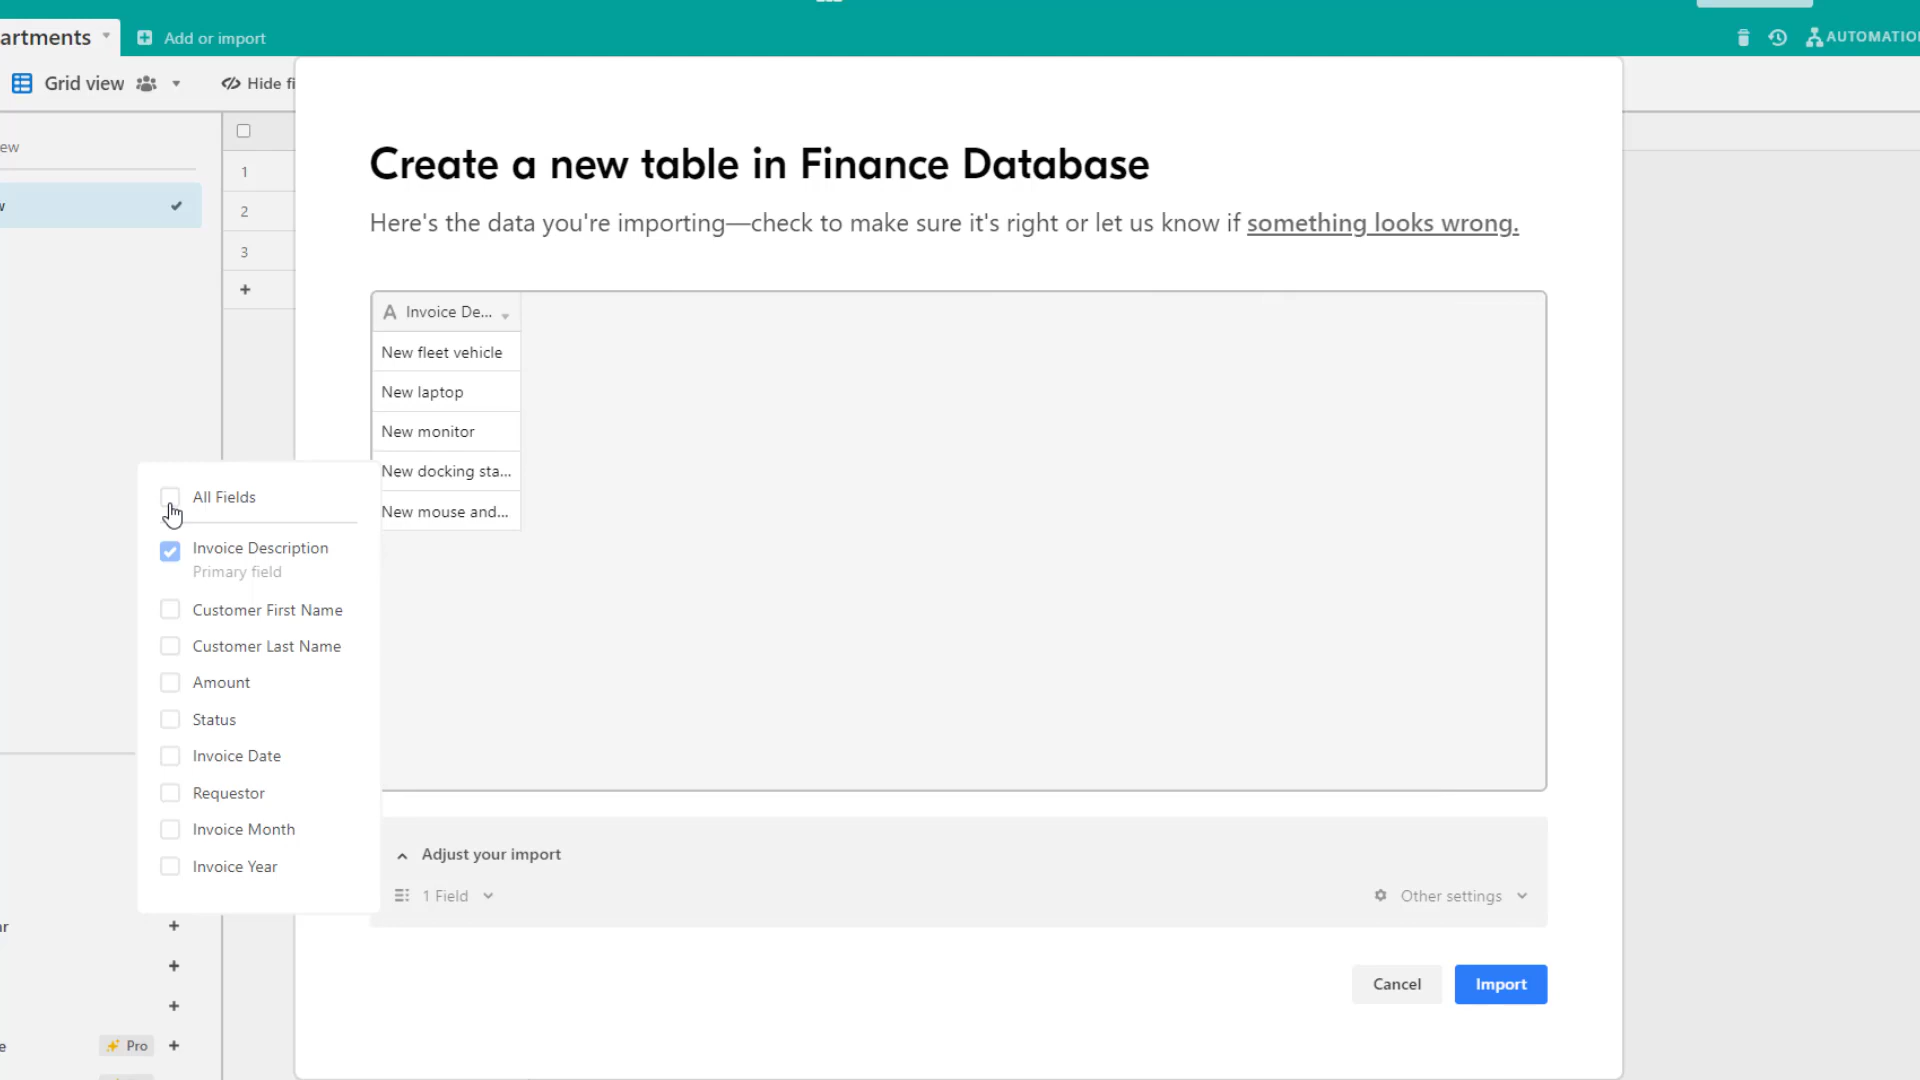 artments
Add or import
AUTOMATIO
Grid view
Hide fi
ew
1
2
3
+
Create a new table in Finance Database
Here's the data you're importing—check to make sure it's right or let us know if something looks wrong.
A Invoice De...
New fleet vehicle
New laptop
New monitor
New docking sta...
New mouse and...
All Fields
Invoice Description
Primary field
Customer First Name
Customer Last Name
Amount
Status
Invoice Date
Requestor
Invoice Month
Invoice Year
Adjust your import
1 Field
Other settings
Cancel
Import
ar
+
+
+
e
Pro
+